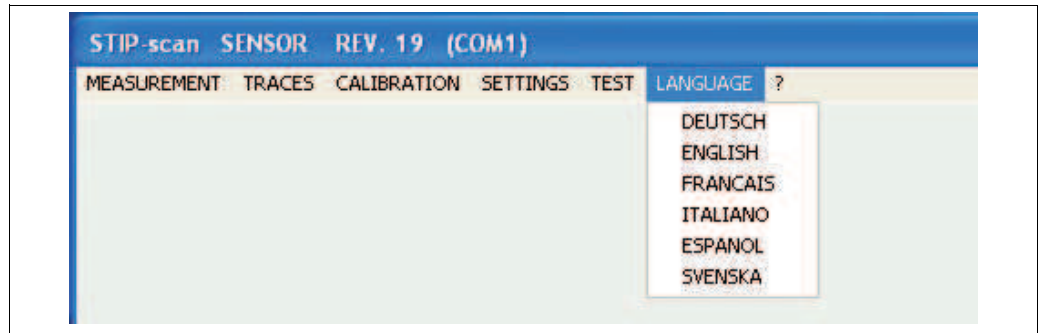 STIP-scan SENSOR REV. 19 (COM1)
MEASUREMENT TRACES CALIBRATION SETTINGS TEST LANGUAGE ?
DEUTSCH
ENGLISH
FRANCAIS
ITALIANO
ESPANOL
SVENSKA